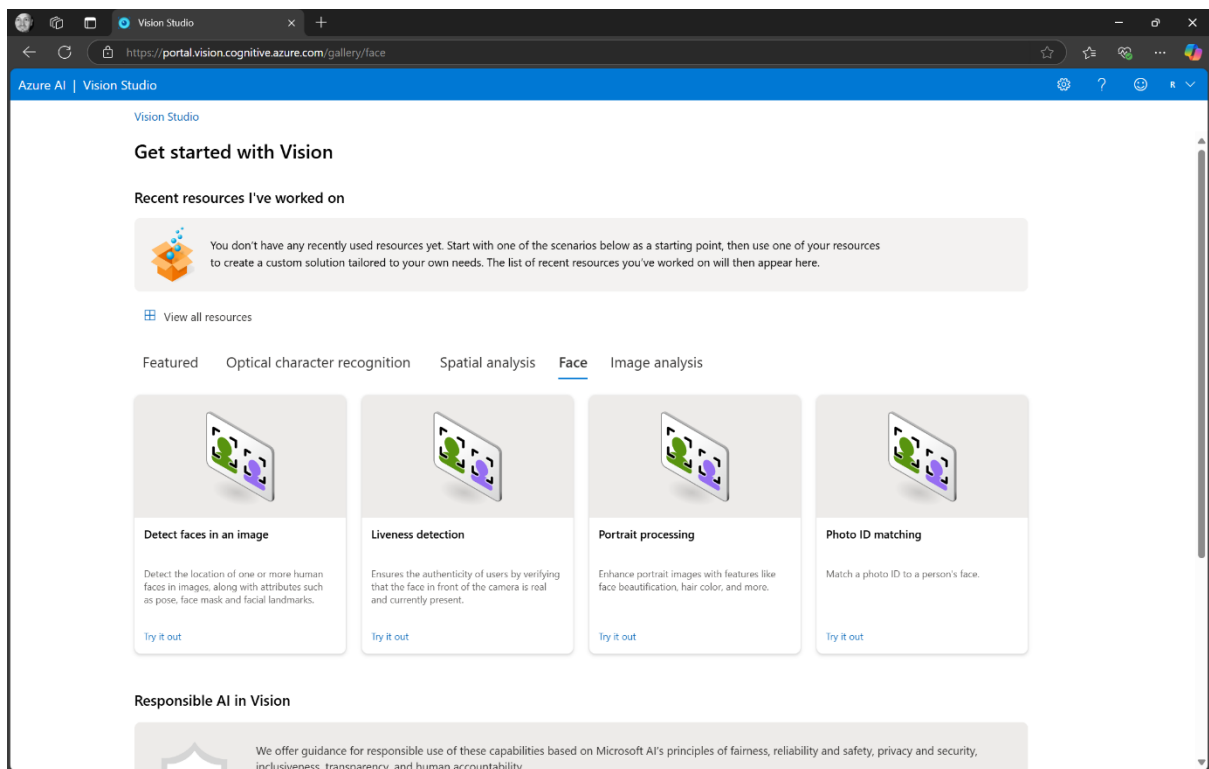 Vision Studio
https://portal.vision.cognitive.azure.com/gallery/face
Azure AI | Vision Studio
R
Vision Studio
Get started with Vision
Recent resources I've worked on
You don't have any recently used resources yet. Start with one of the scenarios below as a starting point, then use one of your resources
to create a custom solution tailored to your own needs. The list of recent resources you've worked on will then appear here.
View all resources
Featured Optical character recognition Spatial analysis Face Image analysis
Detect faces in an image
Detect the location of one or more human
faces in images, along with attributes such
as pose, face mask and facial landmarks.
Try it out
Liveness detection
Ensures the authenticity of users by verifying
that the face in front of the camera is real
and currently present.
Try it out
Portrait processing
Enhance portrait images with features like
face beautification, hair color, and more.
Try it out
Photo ID matching
Match a photo ID to a person's face.
Try it out
Responsible AI in Vision
We offer guidance for responsible use of these capabilities based on Microsoft AI's principles of fairness, reliability and safety, privacy and security,
inclusiveness, transparency, and human accountability.